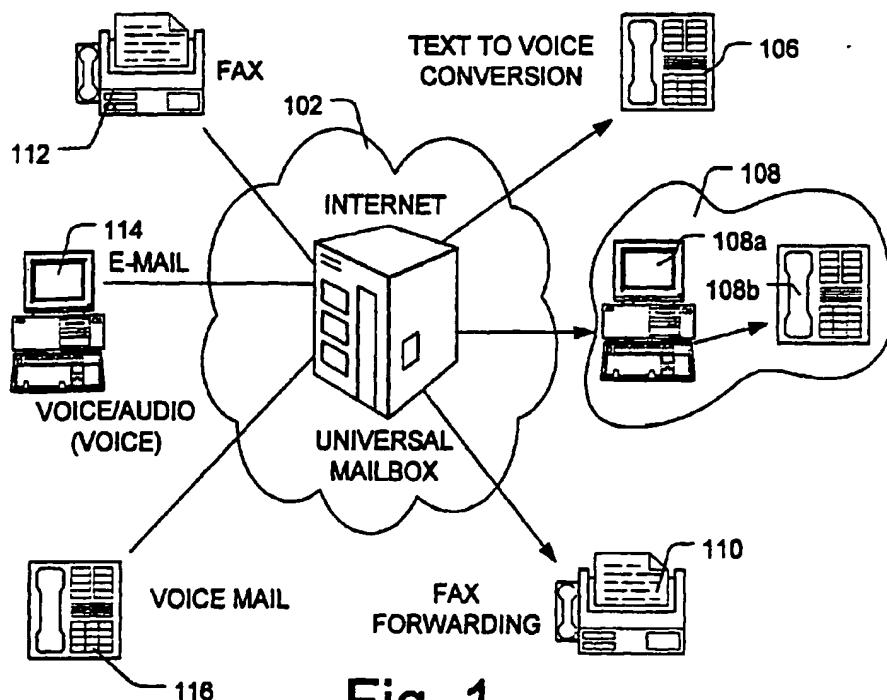 FAX
112
102
TEXT TO VOICE
CONVERSION
106
INTERNET
114
E-MAIL
108
108a
108b
VOICE/AUDIO
(VOICE)
UNIVERSAL
MAILBOX
VOICE MAIL
116
FAX
FORWARDING
110
Fig. 1